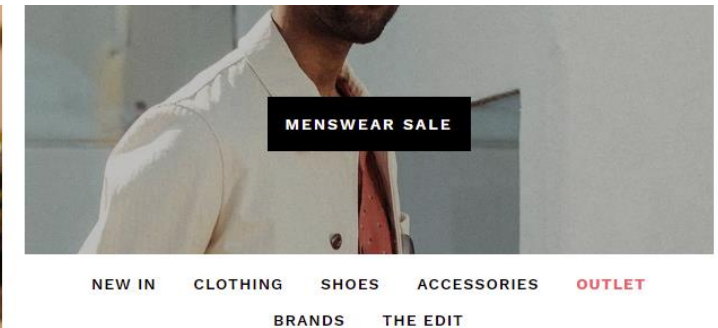 MENSWEAR SALE
NEW IN CLOTHING SHOES ACCESSORIES OUTLET
BRANDS THE EDIT